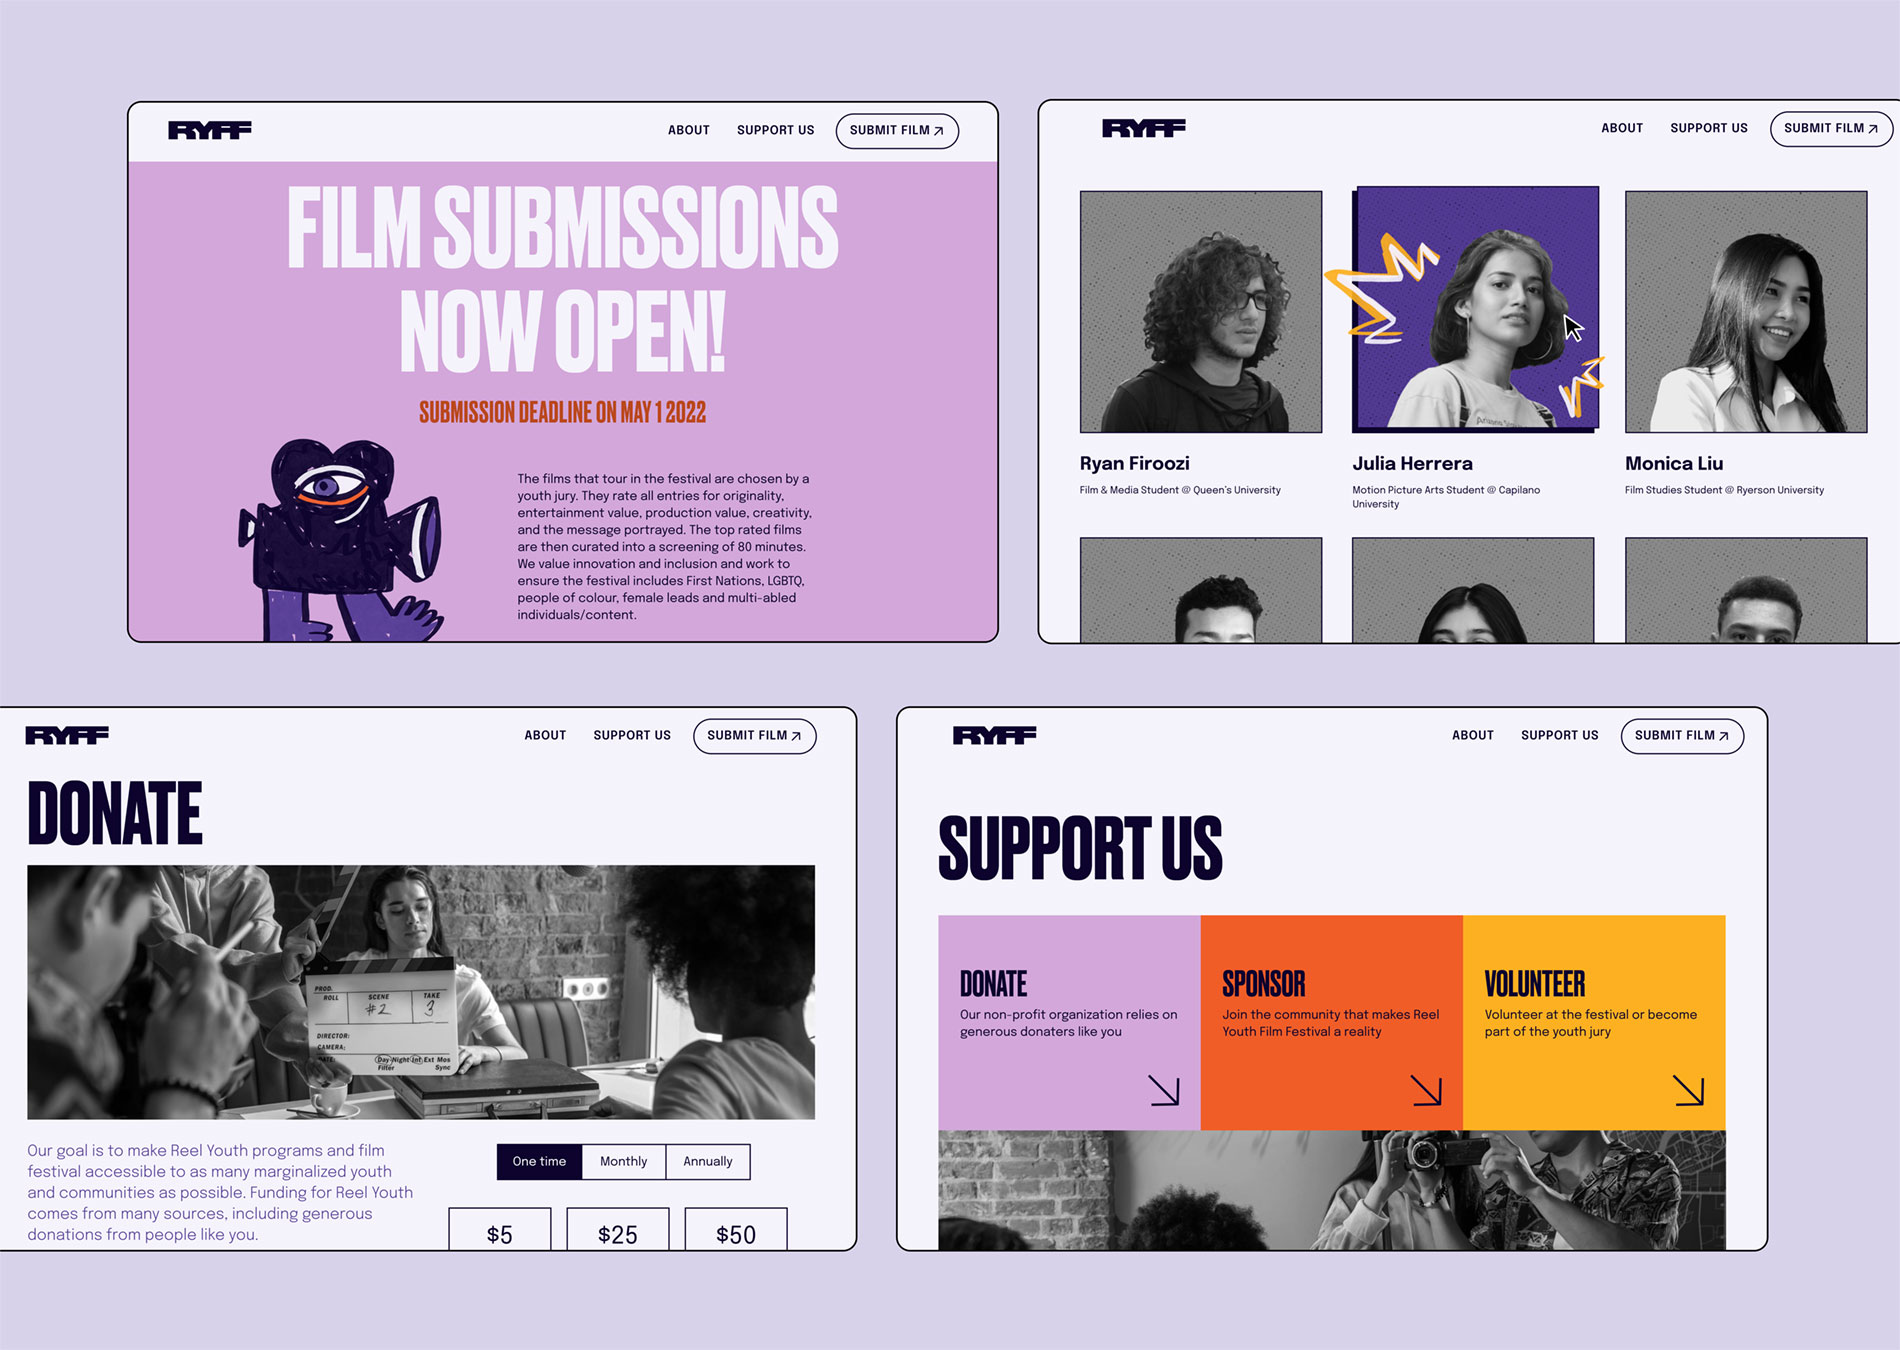 RYFF
ABOUT
SUPPORT US
SUBMIT FILM
FILM SUBMISSIONS
NOW OPEN!
SUBMISSION DEADLINE ON MAY 1 2022
The films that tour in the festival are chosen by a
youth jury. They rate all entries for originality,
entertainment value, production value, creativity,
and the message portrayed. The top rated films
are then curated into a screening of 80 minutes.
We value innovation and inclusion and work to
ensure the festival includes First Nations, LGBTQ,
people of colour, female leads and multi-abled
individuals/content.
RYFF
ABOUT
SUPPORT US
SUBMIT FILM
Ryan Firoozi
Film & Media Student @ Queen's University
Julia Herrera
Motion Picture Arts Student @ Capilano
University
Monica Liu
Film Studies Student @ Ryerson University
RYFF
ABOUT
SUPPORT US
SUBMIT FILM
DONATE
PROD.
ROLL
SCENE
TAKE
#2
3
DIRECTOR:
CAMERA:
DATE:
Day Night Int Ext Mos
Filter
Sync
Our goal is to make Reel Youth programs and film
festival accessible to as many marginalized youth
and communities as possible. Funding for Reel Youth
comes from many sources, including generous
donations from people like you.
One time
Monthly
Annually
$5
$25
$50
RYFF
ABOUT
SUPPORT US
SUBMIT FILM
SUPPORT US
DONATE
Our non-profit organization relies on
generous donaters like you
SPONSOR
Join the community that makes Reel
Youth Film Festival a reality
VOLUNTEER
Volunteer at the festival or become
part of the youth jury